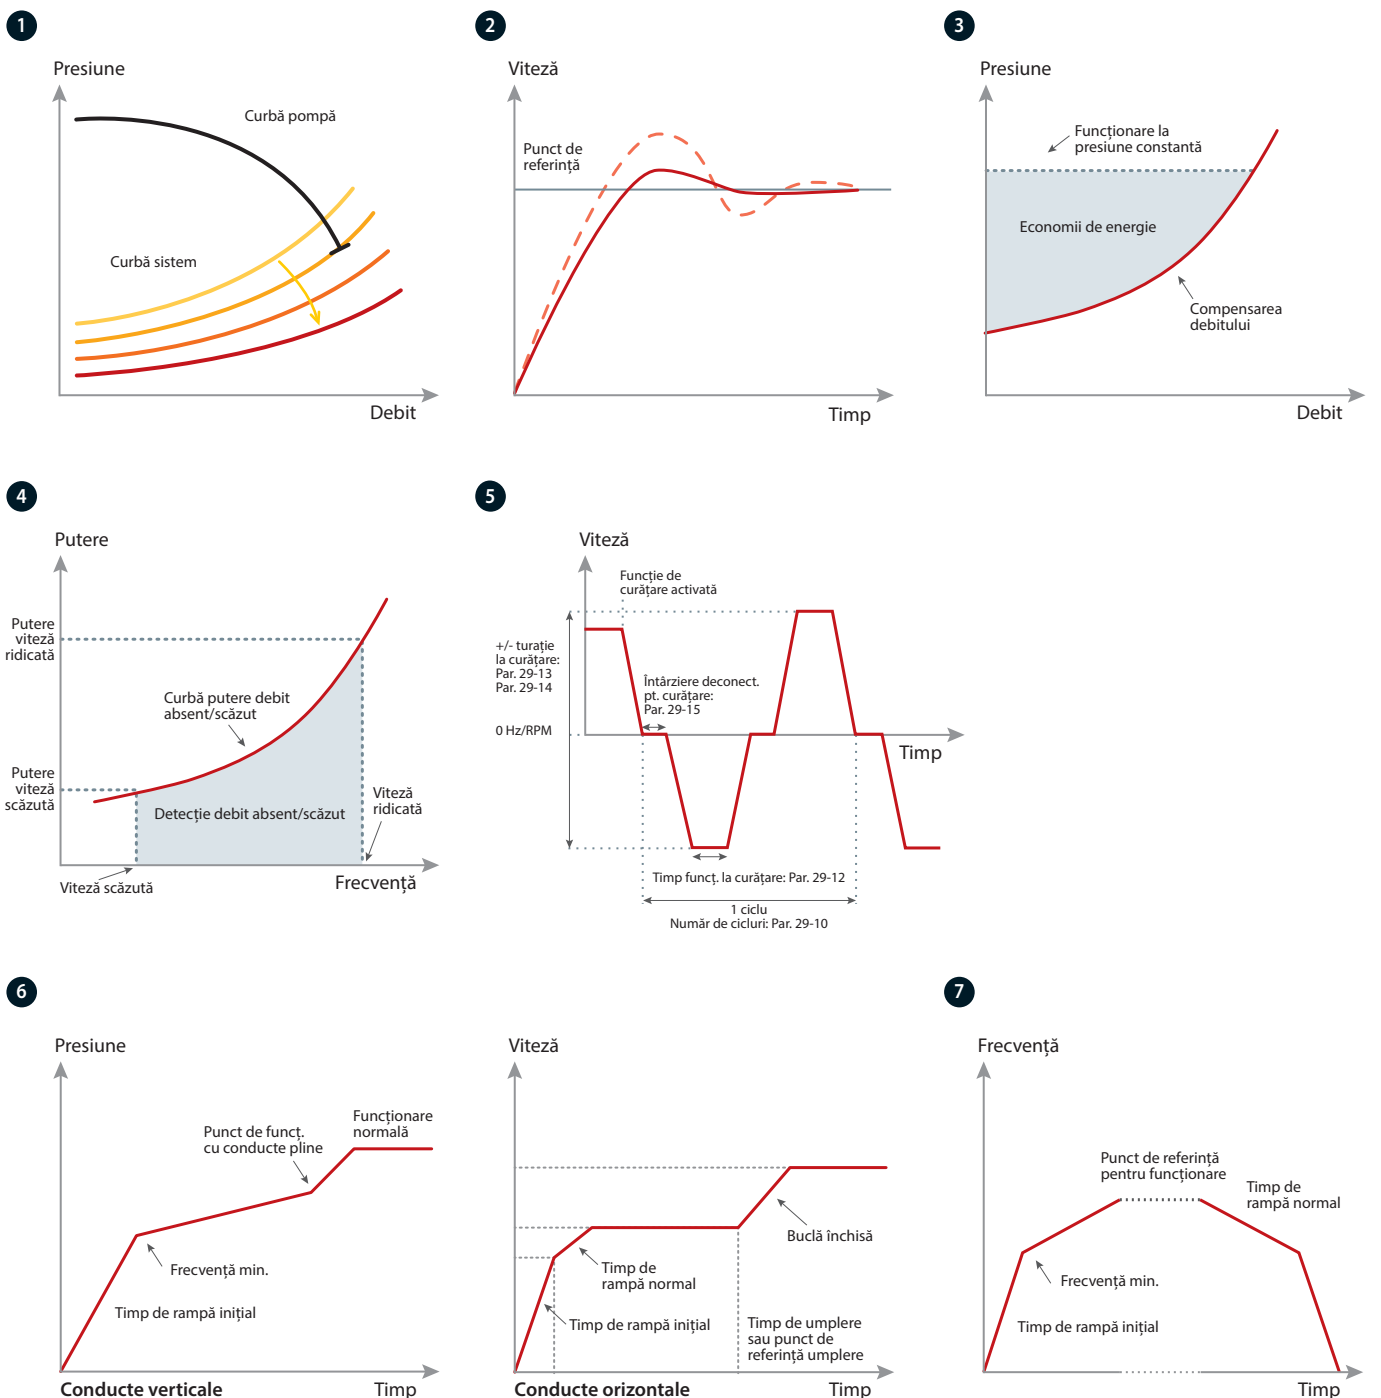 1
Presiune
Curbă pompă
Curbă sistem
Debit
2
Viteză
Punct de
referință
Timp
3
Presiune
Funcționare la
presiune constantă
Economii de energie
Compensarea
debitului
Debit
4
Putere
Putere
viteză
ridicată
Curbă putere debit
absent/scăzut
Putere
viteză
scăzută
Detecție debit absent/scăzut
Viteză
ridicată
Viteză scăzută
Frecvență
5
Viteză
Funcție de
curățare activată
+/- turație
la curățare:
Par. 29-13
Par. 29-14
Întârziere deconect.
pt. curățare:
Par. 29-15
0 Hz/RPM
Timp
Timp funcț. la curățare: Par. 29-12
1 ciclu
Număr de cicluri: Par. 29-10
6
Presiune
Funcționare
normală
Punct de funcț.
cu conducte pline
Frecvență min.
Timp de rampă inițial
Conducte verticale
Timp
Viteză
Buclă închisă
Timp de
rampă normal
Timp de rampă inițial
Timp de umplere
sau punct de
referință umplere
Conducte orizontale
Timp
7
Frecvență
Punct de referință
pentru funcționare
Timp de
rampă normal
Frecvență min.
Timp de rampă inițial
Timp